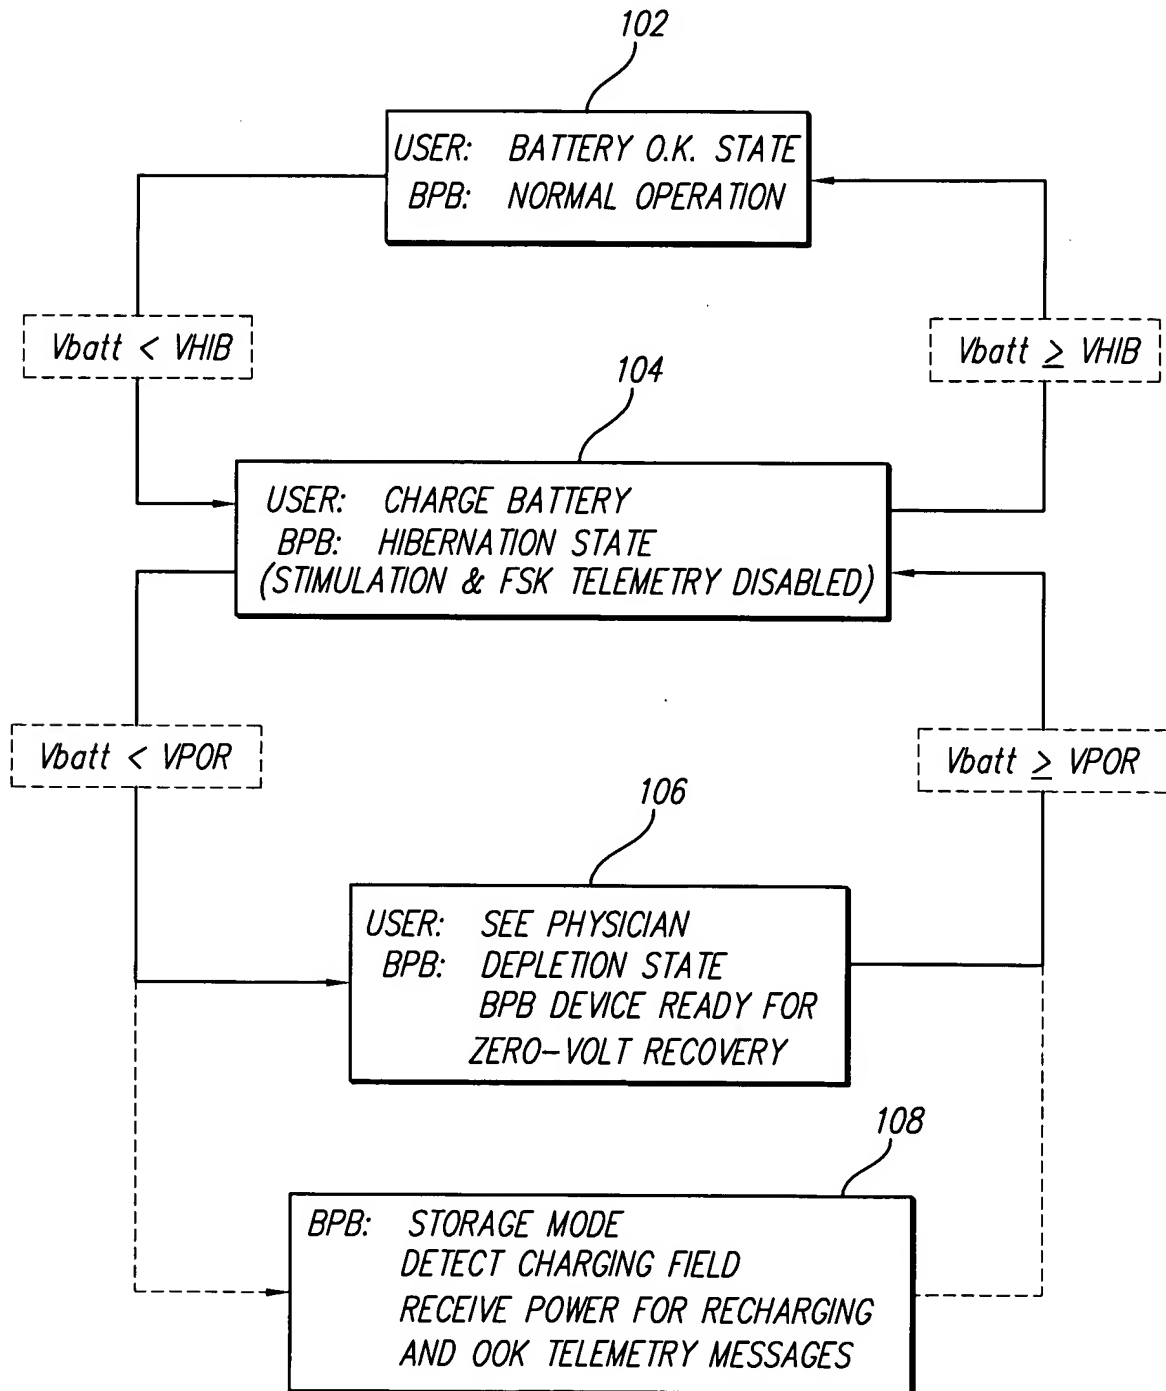 102
USER: BATTERY O.K. STATE
BPB: NORMAL OPERATION
Vbatt < VHIB
Vbatt ≥ VHIB
104
USER: CHARGE BATTERY
BPB: HIBERNATION STATE
(STIMULATION & FSK TELEMETRY DISABLED)
Vbatt < VPOR
Vbatt ≥ VPOR
106
USER: SEE PHYSICIAN
BPB: DEPLETION STATE
BPB DEVICE READY FOR
ZERO-VOLT RECOVERY
108
BPB: STORAGE MODE
DETECT CHARGING FIELD
RECEIVE POWER FOR RECHARGING
AND OOK TELEMETRY MESSAGES